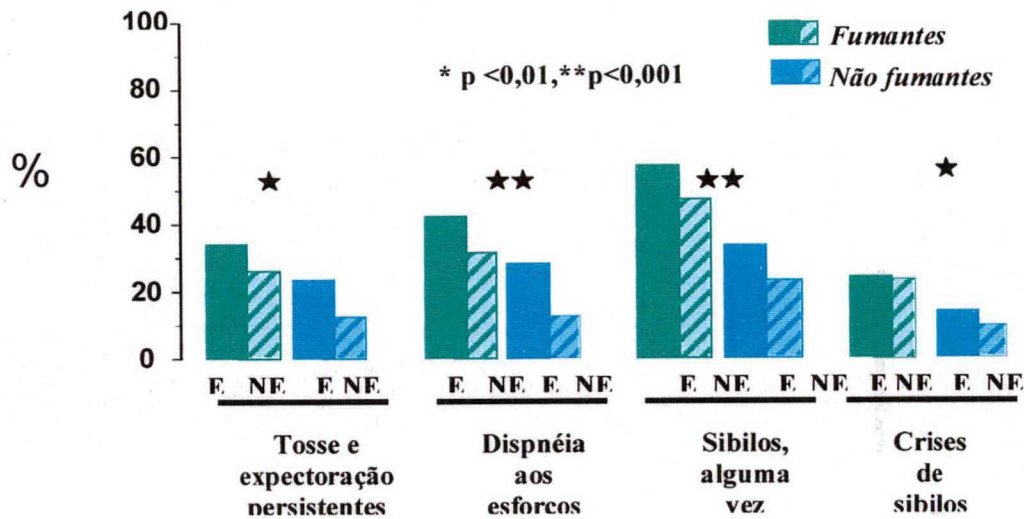 100
80
60
40
20
0
%
* p <0,01,**p<0,001
Fumantes
Não fumantes
★
★★
★★
★
E NE E NE
E NE E NE
E NE E NE
E NE E NE
Tosse e
expectoração
persistentes
Dispnéia
aos
esforços
Sibilos,
alguma
vez
Crises
de
sibilos